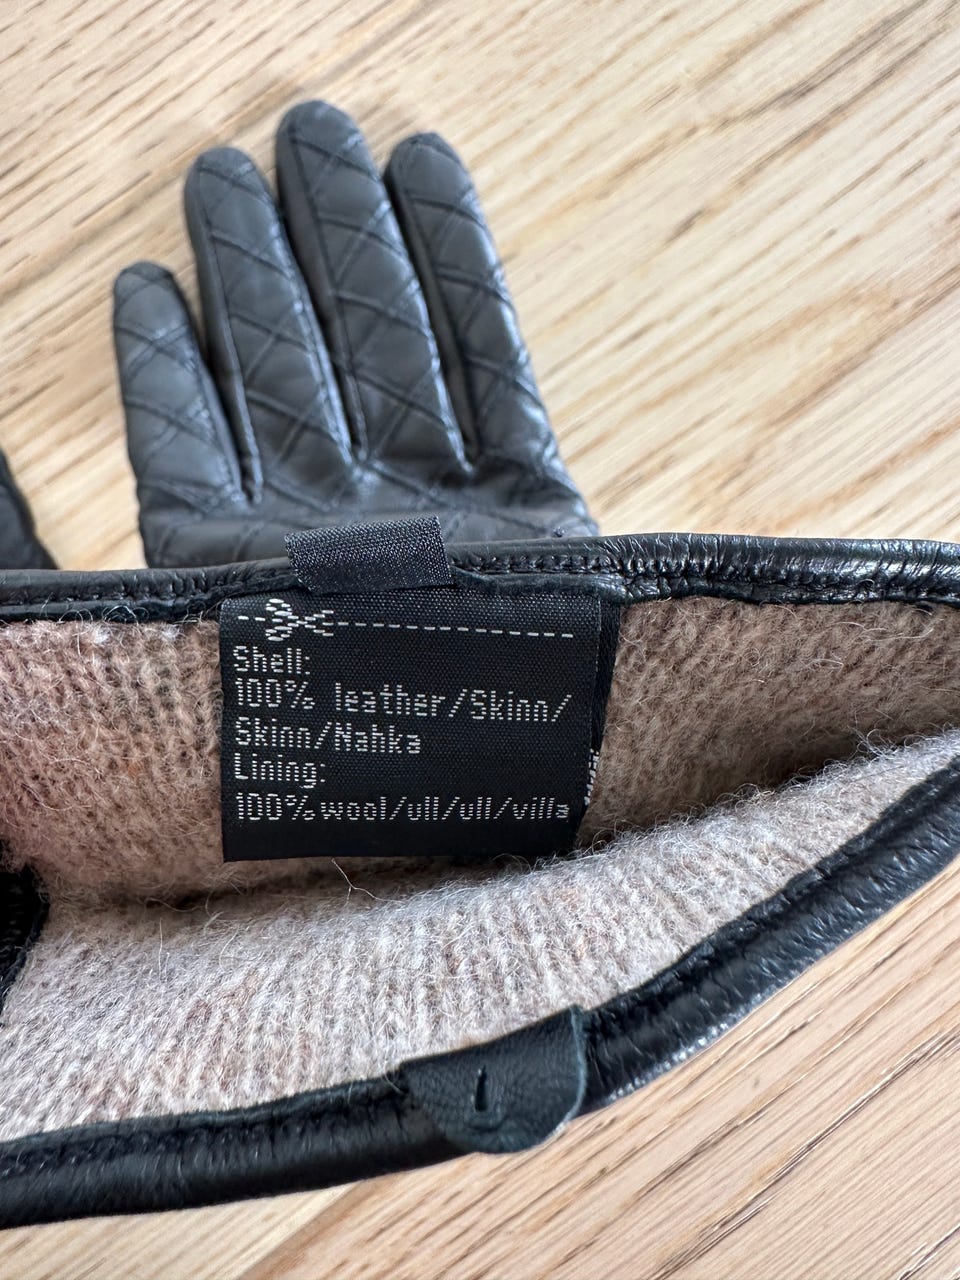 Shell:
100% leather/Skinn/
Skinn/Nahka
Lining:
100% wool/ull/ull/villa